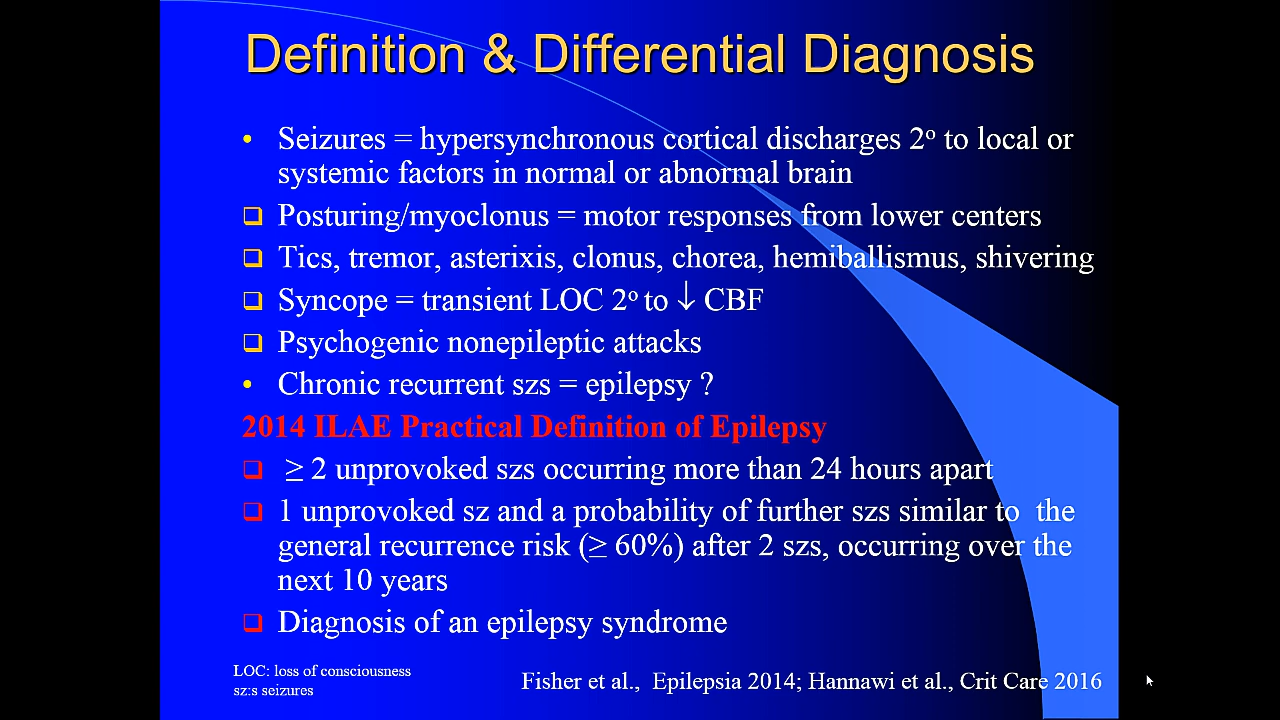 Definition & Differential Diagnosis
• Seizures = hypersynchronous cortical discharges 2º to local or
systemic factors in normal or abnormal brain
❑ Posturing/myoclonus = motor responses from lower centers
❑ Tics, tremor, asterixis, clonus, chorea, hemiballismus, shivering
❑ Syncope = transient LOC 2º to ↓ CBF
❑ Psychogenic nonepileptic attacks
• Chronic recurrent szs = epilepsy ?
2014 ILAE Practical Definition of Epilepsy
❑ ≥ 2 unprovoked szs occurring more than 24 hours apart
❑ 1 unprovoked sz and a probability of further szs similar to the
general recurrence risk (≥ 60%) after 2 szs, occurring over the
next 10 years
❑ Diagnosis of an epilepsy syndrome
LOC: loss of consciousness
sz:s seizures
Fisher et al., Epilepsia 2014; Hannawi et al., Crit Care 2016